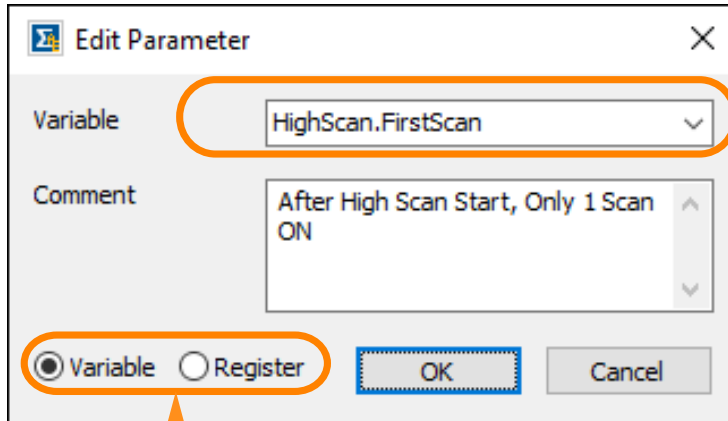 Edit Parameter
Variable
HighScan.FirstScan
Comment
After High Scan Start, Only 1 Scan
ON
Variable
Register
OK
Cancel